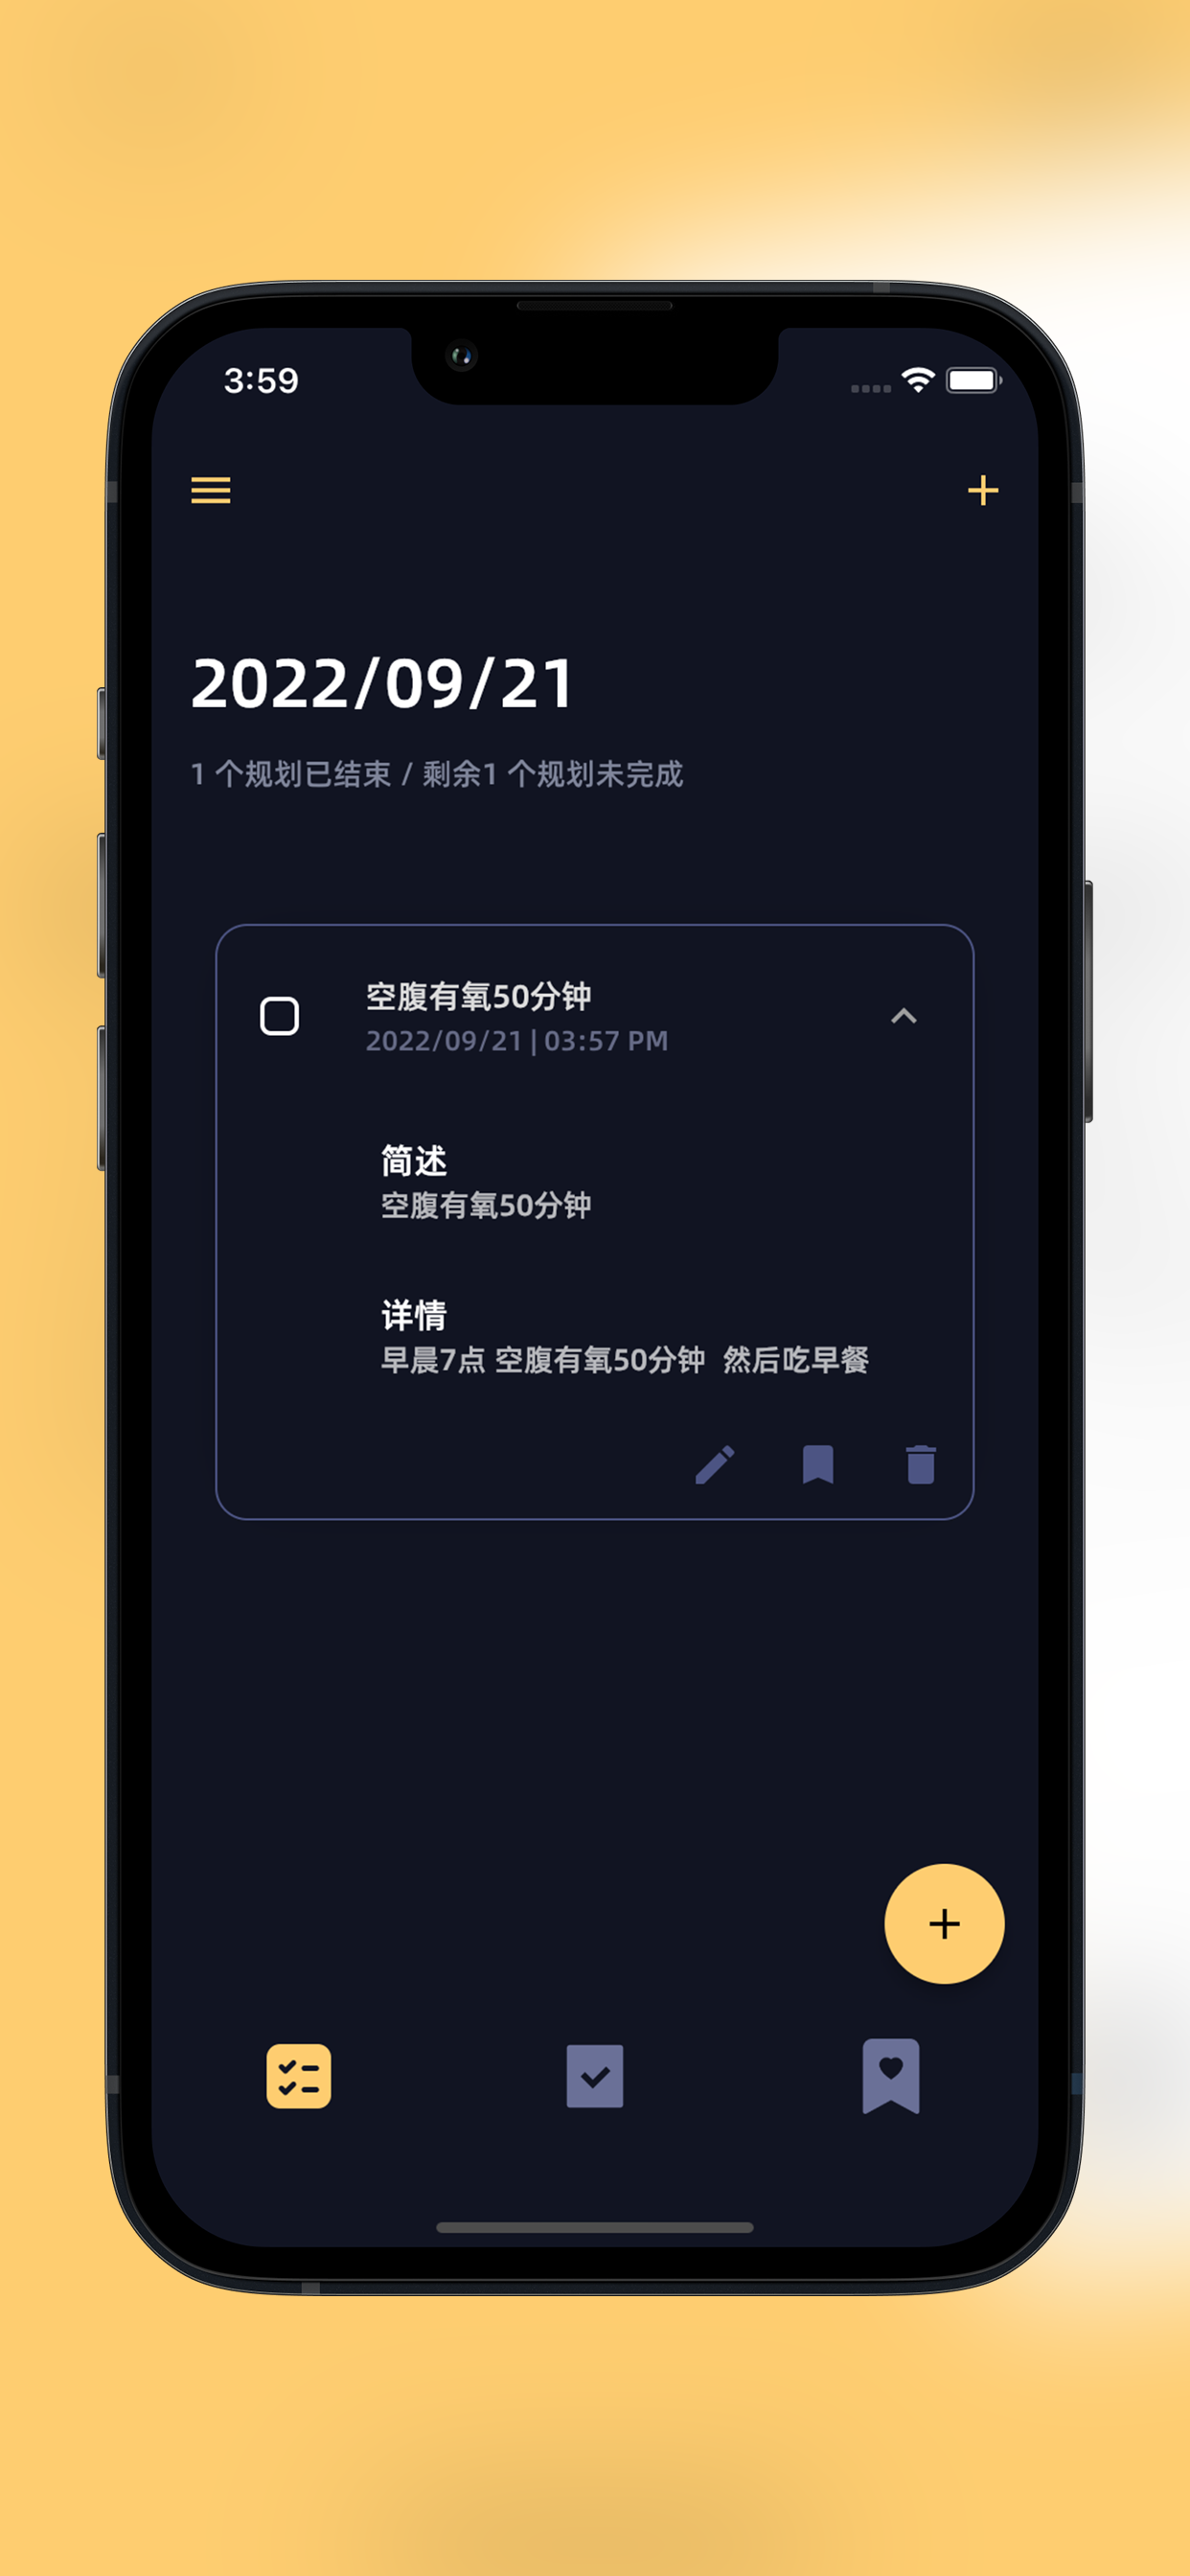 3:59
2022/09/21
1 个规划已结束 / 剩余1 个规划未完成
空腹有氧50分钟
2022/09/21 | 03:57 PM
简述
空腹有氧50分钟
详情
早晨7点 空腹有氧50分钟  然后吃早餐